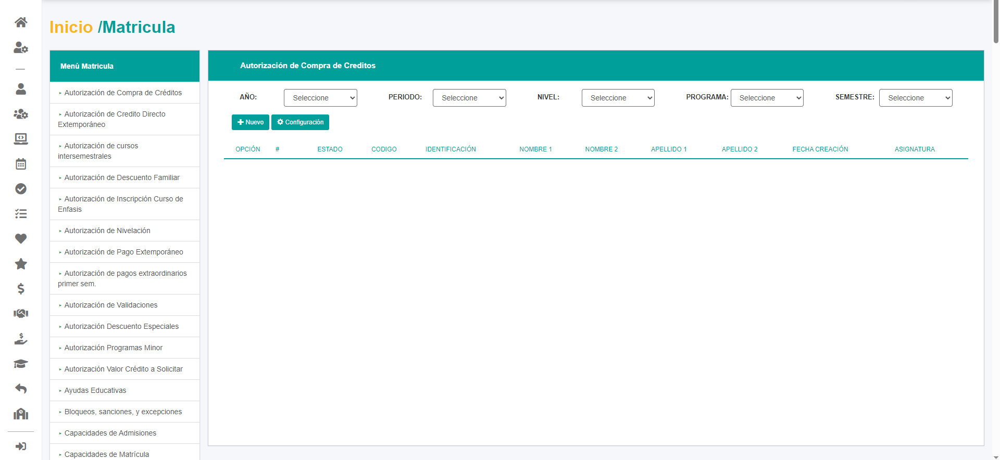 Inicio /Matricula
Menú Matricula
Autorización de Compra de Créditos
Autorización de Credito Directo
Extemporáneo
Autorización de cursos
intersemestrales
Autorización de Descuento Familiar
Autorización de Inscripción Curso de
Enfasis
Autorización de Nivelación
Autorización de Pago Extemporáneo
Autorización de pagos extraordinarios
primer sem.
Autorización de Validaciones
Autorización Descuento Especiales
Autorización Programas Minor
Autorización Valor Crédito a Solicitar
Ayudas Educativas
Bloqueos, sanciones, y excepciones
Capacidades de Admisiones
Capacidades de Matrícula
Autorización de Compra de Creditos
AÑO: Seleccione PERIODO: Seleccione NIVEL: Seleccione PROGRAMA: Seleccione SEMESTRE: Seleccione
Nuevo Configuración
OPCIÓN # ESTADO CODIGO IDENTIFICACIÓN NOMBRE 1 NOMBRE 2 APELLIDO 1 APELLIDO 2 FECHA CREACIÓN ASIGNATURA